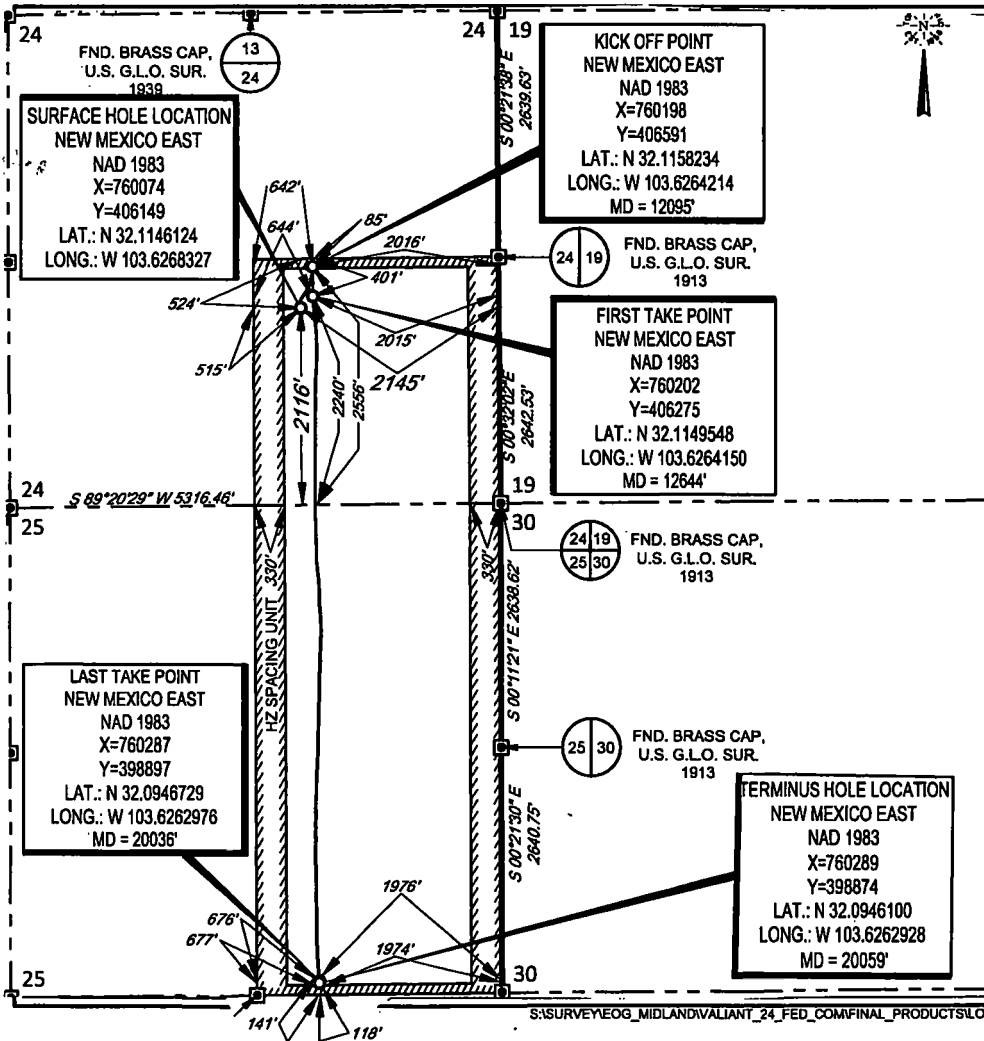 24
24
19
FND. BRASS CAP,
U.S. G.L.O. SUR.
1939
13
24
SURFACE HOLE LOCATION
NEW MEXICO EAST
NAD 1983
X=760074
Y=406149
LAT.: N 32.1146124
LONG.: W 103.6268327
KICK OFF POINT
NEW MEXICO EAST
NAD 1983
X=760198
Y=406591
LAT.: N 32.1158234
LONG.: W 103.6264214
MD = 12095'
N
S 00°21'38" E
2639.63'
642'
644'
85'
2016'
401'
524'
515'
2015'
2145'
2116'
2240'
2556'
24 19
FND. BRASS CAP,
U.S. G.L.O. SUR.
1913
FIRST TAKE POINT
NEW MEXICO EAST
NAD 1983
X=760202
Y=406275
LAT.: N 32.1149548
LONG.: W 103.6264150
MD = 12644'
S 00°32'02" E
2642.53'
24
25
S 89°20'29" W 5316.46'
19
30
330'
330'
24 19
25 30
FND. BRASS CAP,
U.S. G.L.O. SUR.
1913
HZ SPACING UNIT
S 00°11'21" E 2638.62'
25 30
FND. BRASS CAP,
U.S. G.L.O. SUR.
1913
LAST TAKE POINT
NEW MEXICO EAST
NAD 1983
X=760287
Y=398897
LAT.: N 32.0946729
LONG.: W 103.6262976
MD = 20036'
S 00°21'30" E
2640.75'
TERMINUS HOLE LOCATION
NEW MEXICO EAST
NAD 1983
X=760289
Y=398874
LAT.: N 32.0946100
LONG.: W 103.6262928
MD = 20059'
676'
677'
1976'
1974'
25
30
141'
118'
S:\SURVEY\EOG_MIDLAND\VALIANT_24_FED_COM\FINAL_PRODUCTS\LO